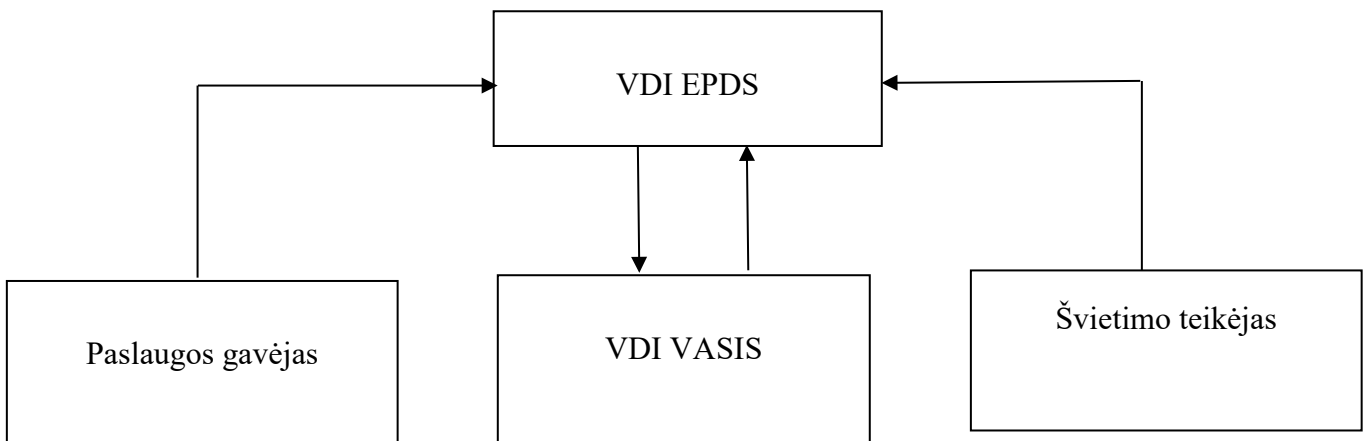 VDI EPDS
Paslaugos gavėjas
VDI VASIS
Švietimo teikėjas